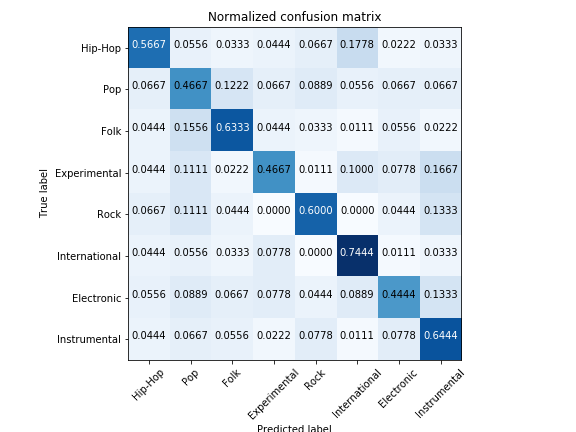 Normalized confusion matrix
Hip-Hop 0.5667 0.0556 0.0333 0.0444 0.0667 0.1778 0.0222 0.0333
Pop 0.0667 0.4667 0.1222 0.0667 0.0889 0.0556 0.0667 0.0667
Folk 0.0444 0.1556 0.6333 0.0444 0.0333 0.0111 0.0556 0.0222
Experimental 0.0444 0.1111 0.0222 0.4667 0.0111 0.1000 0.0778 0.1667
True label
Rock 0.0667 0.1111 0.0444 0.0000 0.6000 0.0000 0.0444 0.1333
International 0.0444 0.0556 0.0333 0.0778 0.0000 0.7444 0.0111 0.0333
Electronic 0.0556 0.0889 0.0667 0.0778 0.0444 0.0889 0.4444 0.1333
Instrumental 0.0444 0.0667 0.0556 0.0222 0.0778 0.0111 0.0778 0.6444
Hip-Hop Pop Folk Experimental Rock International Electronic Instrumental
Predicted label